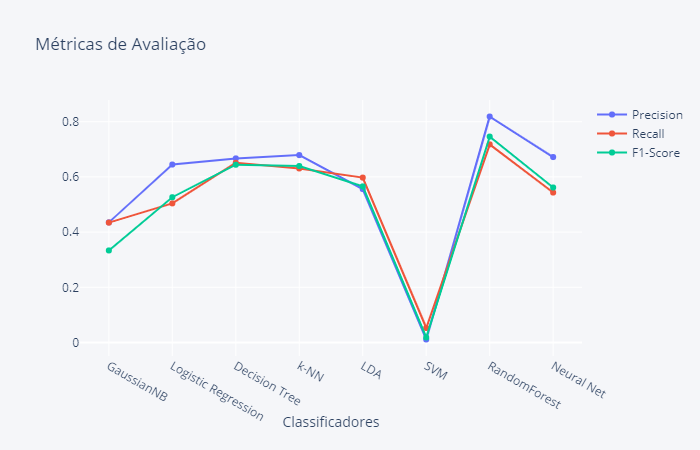 Métricas de Avaliação
Precision
Recall
F1-Score
0.8
0.6
0.4
0.2
0
GaussianNB
Logistic Regression
Decision Tree
k-NN
LDA
SVM
RandomForest
Neural Net
Classificadores